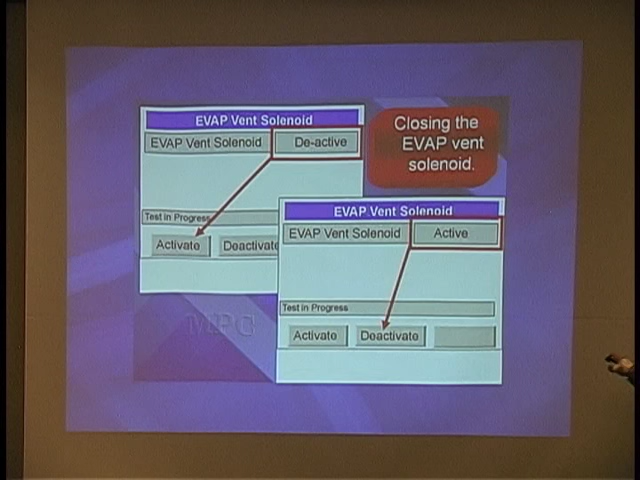 EVAP Vent Solenoid
EVAP Vent Solenoid De-active
Test in Progress
Activate Deactivate
Closing the
EVAP vent
solenoid.
EVAP Vent Solenoid
EVAP Vent Solenoid Active
Test in Progress
Activate Deactivate
MPC